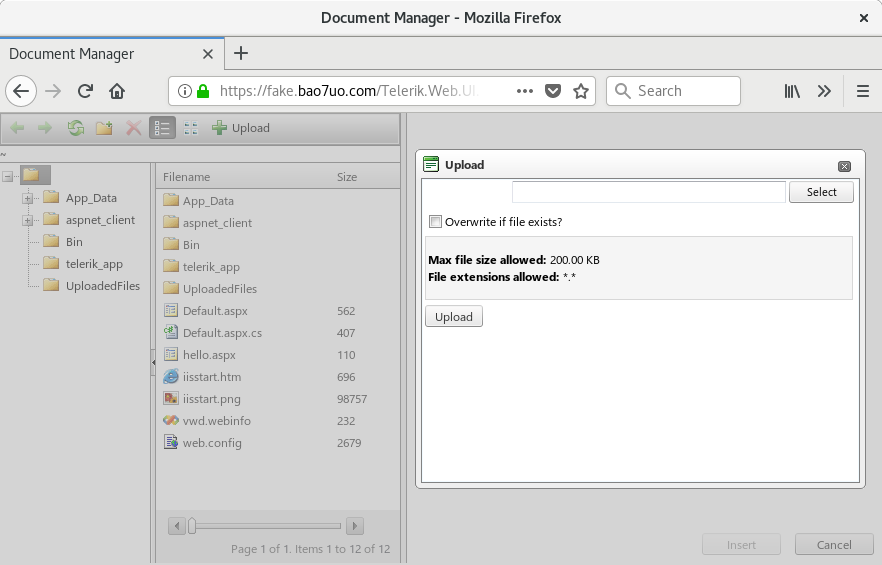 Document Manager - Mozilla Firefox
Document Manager
https://fake.bao7uo.com/Telerik.Web.UI
Search
Upload
~
Filename Size
App_Data
aspnet_client
Bin
telerik_app
UploadedFiles
App_Data
aspnet_client
Bin
telerik_app
UploadedFiles
Default.aspx 562
Default.aspx.cs 407
hello.aspx 110
iisstart.htm 696
iisstart.png 98757
vwd.webinfo 232
web.config 2679
Page 1 of 1. Items 1 to 12 of 12
Upload
Select
Overwrite if file exists?
Max file size allowed: 200.00 KB
File extensions allowed: *.*
Upload
Insert Cancel